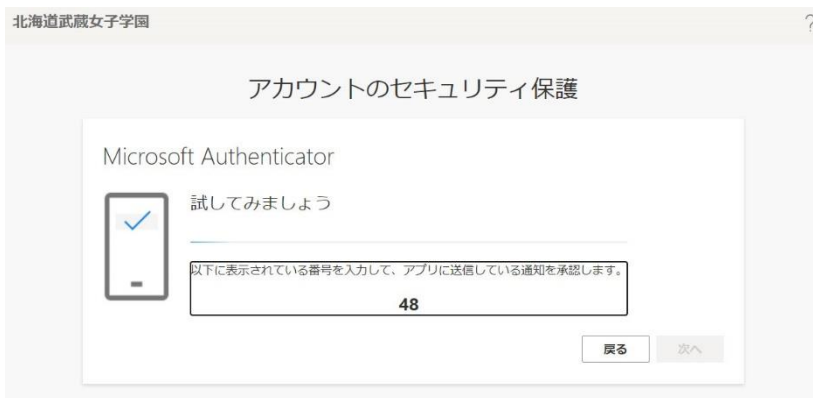 北海道武蔵女子学園
?
アカウントのセキュリティ保護
Microsoft Authenticator
試してみましょう
以下に表示されている番号を入力して、アプリに送信している通知を承認します。
48
戻る
次へ